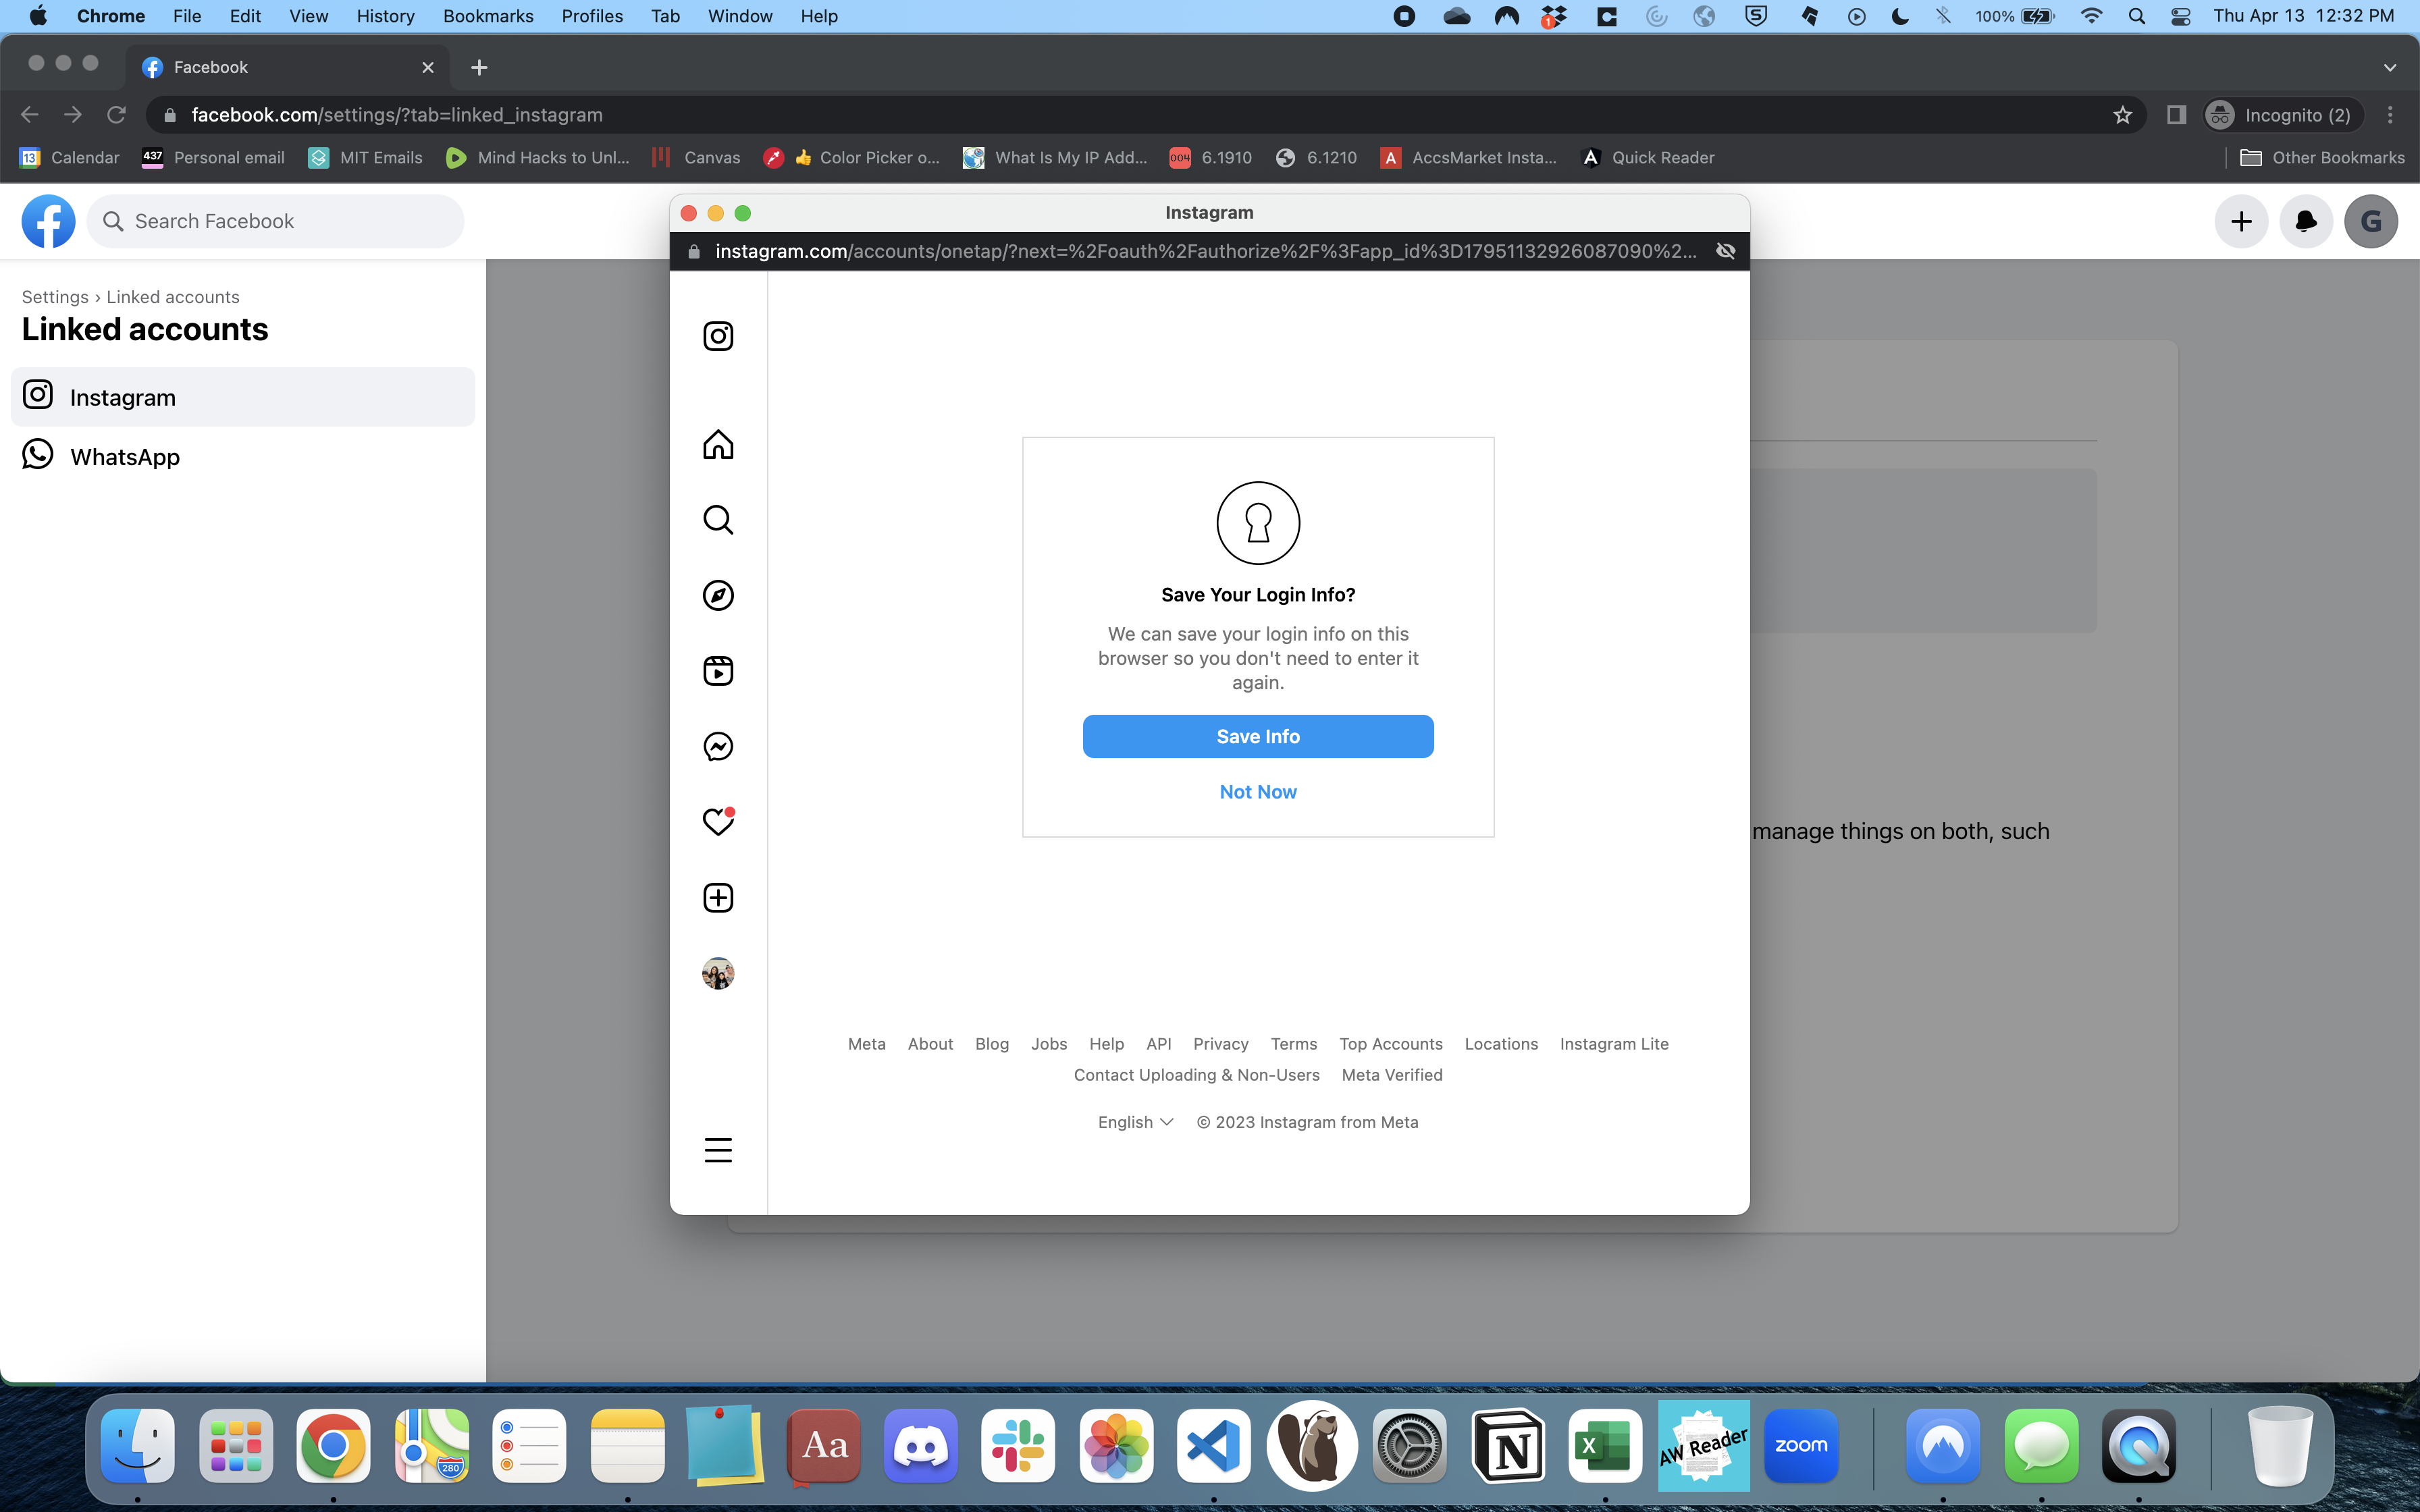 Chrome File Edit View History Bookmarks Profiles Tab Window Help
1
100%
Thu Apr 13 12:32 PM
Facebook
facebook.com/settings/?tab=linked_instagram
Incognito (2)
13 Calendar
437 Personal email
MIT Emails
Mind Hacks to Unl...
Canvas
👍 Color Picker o...
What Is My IP Add...
004 6.1910
6.1210
A AccsMarket Insta...
Quick Reader
Other Bookmarks
Search Facebook
G
Settings › Linked accounts
Linked accounts
Instagram
WhatsApp
Instagram
instagram.com/accounts/onetap/?next=%2Foauth%2Fauthorize%2F%3Fapp_id%3D17951132926087090%2...
Save Your Login Info?
We can save your login info on this
browser so you don't need to enter it
again.
Save Info
Not Now
manage things on both, such
Meta About Blog Jobs Help API Privacy Terms Top Accounts Locations Instagram Lite
Contact Uploading & Non-Users Meta Verified
English © 2023 Instagram from Meta
280
Aa
N
X
AW Reader
zoom